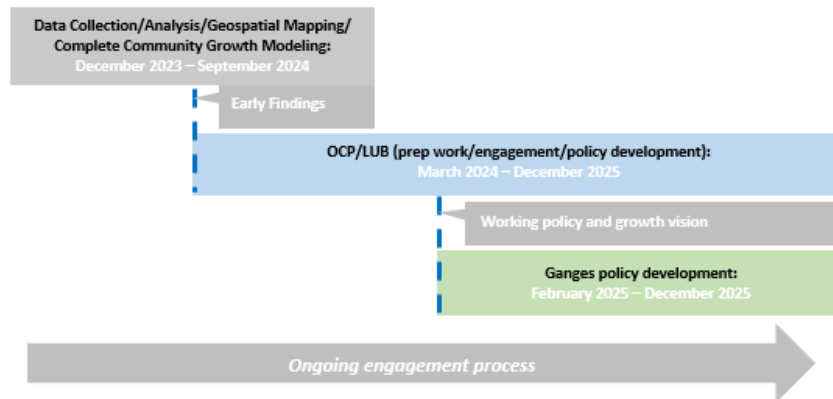 Data Collection/Analysis/Geospatial Mapping/
Complete Community Growth Modeling:
December 2023 – September 2024
Early Findings
OCP/LUB (prep work/engagement/policy development):
March 2024 – December 2025
Working policy and growth vision
Ganges policy development:
February 2025 – December 2025
Ongoing engagement process